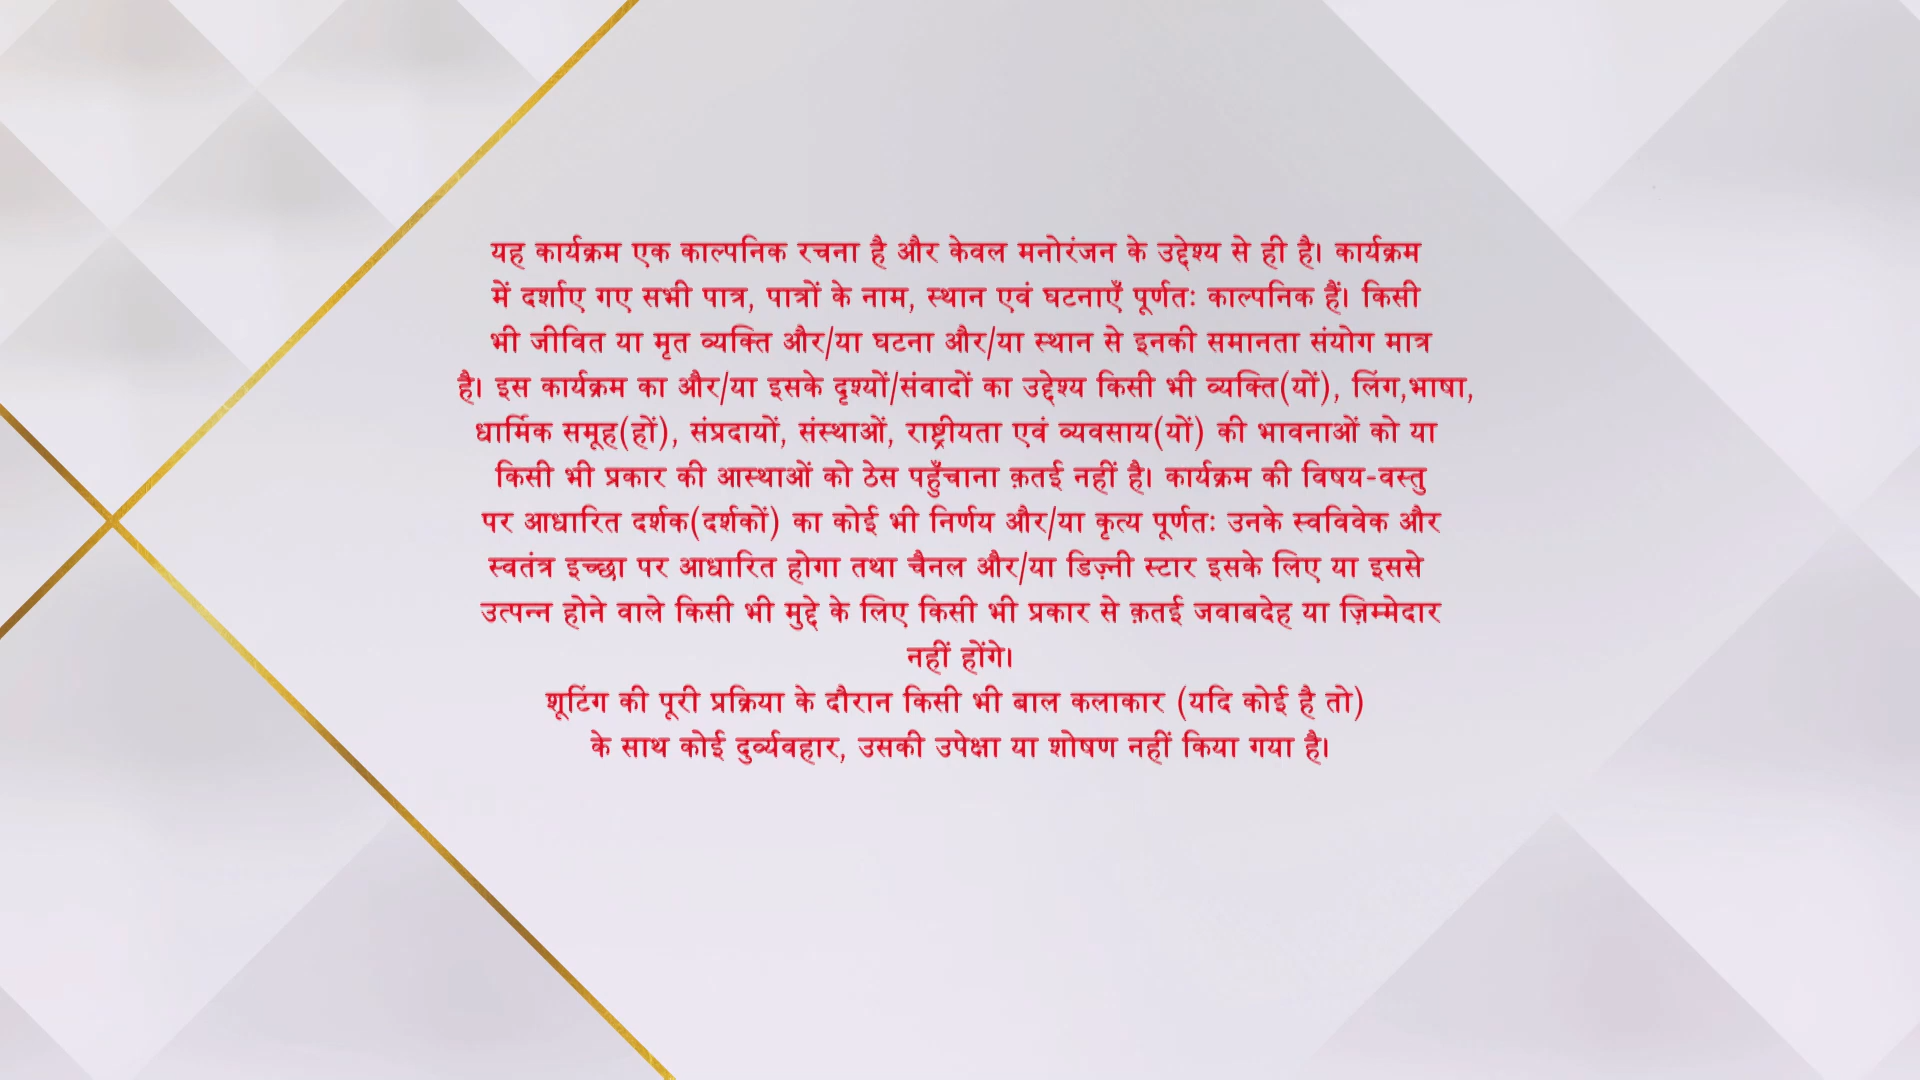 यह कार्यक्रम एक काल्पनिक रचना है और केवल मनोरंजन के उद्देश्य से ही है। कार्यक्रम
में दर्शाए गए सभी पात्र, पात्रों के नाम, स्थान एवं घटनाएँ पूर्णतः काल्पनिक हैं। किसी
भी जीवित या मृत व्यक्ति और/या घटना और/या स्थान से इनकी समानता संयोग मात्र
है। इस कार्यक्रम का और/या इसके दृश्यों/संवादों का उद्देश्य किसी भी व्यक्ति(यों), लिंग,भाषा,
धार्मिक समूह(हों), संप्रदायों, संस्थाओं, राष्ट्रीयता एवं व्यवसाय(यों) की भावनाओं को या
किसी भी प्रकार की आस्थाओं को ठेस पहुँचाना क़तई नहीं है। कार्यक्रम की विषय-वस्तु
पर आधारित दर्शक(दर्शकों) का कोई भी निर्णय और/या कृत्य पूर्णतः उनके स्वविवेक और
स्वतंत्र इच्छा पर आधारित होगा तथा चैनल और/या डिज़्नी स्टार इसके लिए या इससे
उत्पन्न होने वाले किसी भी मुद्दे के लिए किसी भी प्रकार से क़तई जवाबदेह या ज़िम्मेदार
नहीं होंगे।
शूटिंग की पूरी प्रक्रिया के दौरान किसी भी बाल कलाकार (यदि कोई है तो)
के साथ कोई दुर्व्यवहार, उसकी उपेक्षा या शोषण नहीं किया गया है।